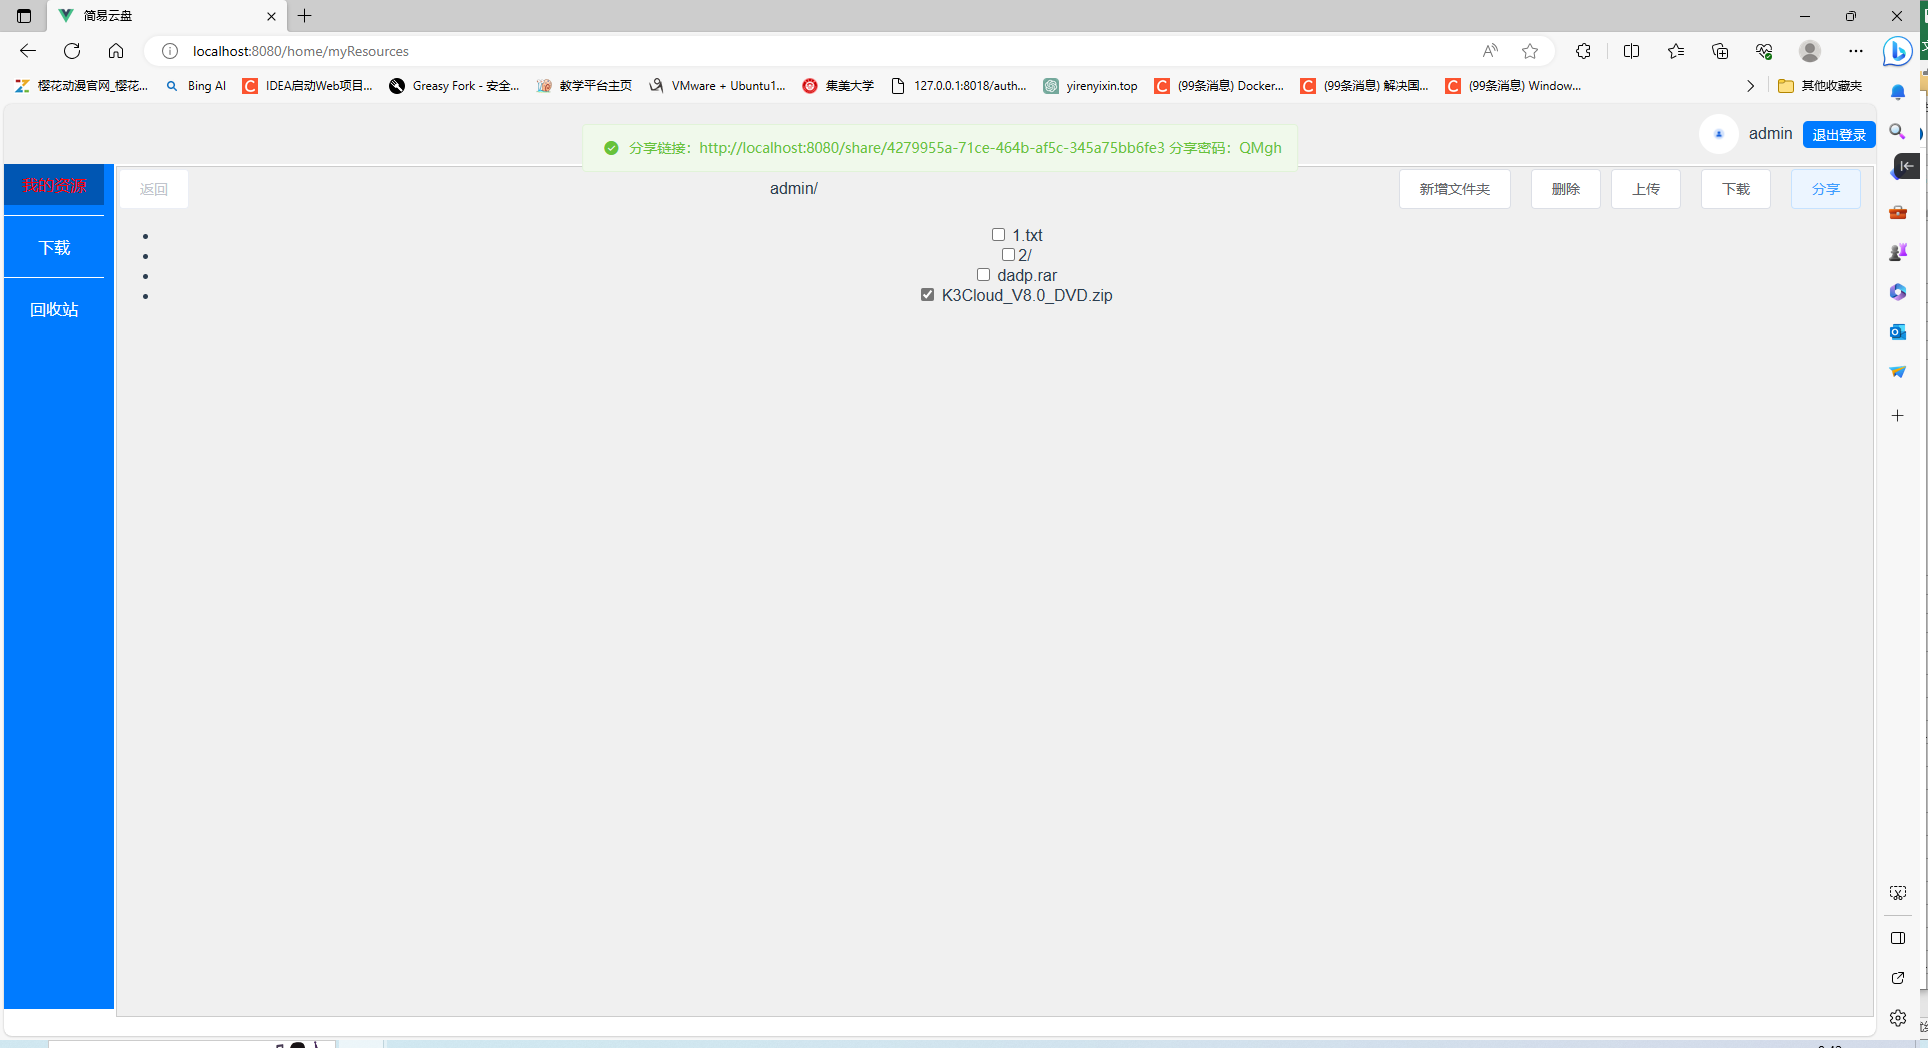 简易云盘
localhost:8080/home/myResources
樱花动漫官网_樱花... Bing AI IDEA启动Web项目... Greasy Fork - 安全... 教学平台主页 VMware + Ubuntu1... 集美大学 127.0.0.1:8018/auth... yirenyixin.top (99条消息) Docker... (99条消息) 解决国... (99条消息) Window... 其他收藏夹
admin 退出登录
分享链接：http://localhost:8080/share/4279955a-71ce-464b-af5c-345a75bb6fe3 分享密码：QMgh
我的资源
下载
回收站
返回 admin/ 新增文件夹 删除 上传 下载 分享
1.txt
2/
dadp.rar
K3Cloud_V8.0_DVD.zip